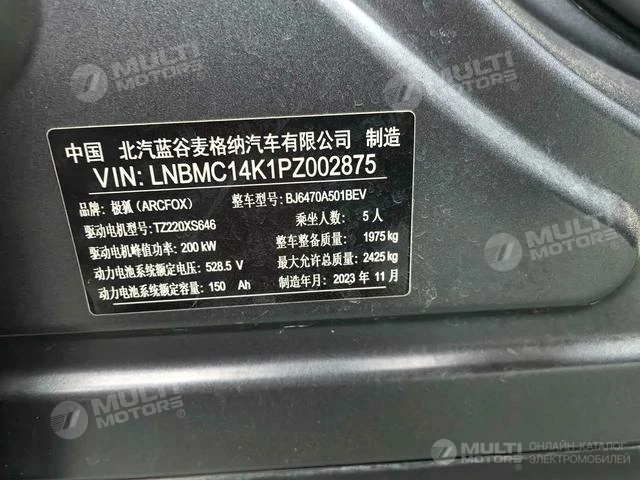 中国 北汽蓝谷麦格纳汽车有限公司 制造
VIN: LNBMC14K1PZ002875
品牌: 极狐 (ARCFOX) 整车型号: BJ6470A501BEV
驱动电机型号: TZ220XS646 乘坐人数: 5 人
驱动电机峰值功率: 200 kW 整车整备质量: 1975 kg
动力电池系统额定电压: 528.5 V 最大允许总质量: 2425 kg
动力电池系统额定容量: 150 Ah 制造年月: 2023 年 11 月
MULTI MOTORS®
MULTI MOTORS®
MULTI MOTORS®
MULTI MOTORS®
MULTI MOTORS®
MULTI MOTORS® ОНЛАЙН-КАТАЛОГ ЭЛЕКТРОМОБИЛЕЙ